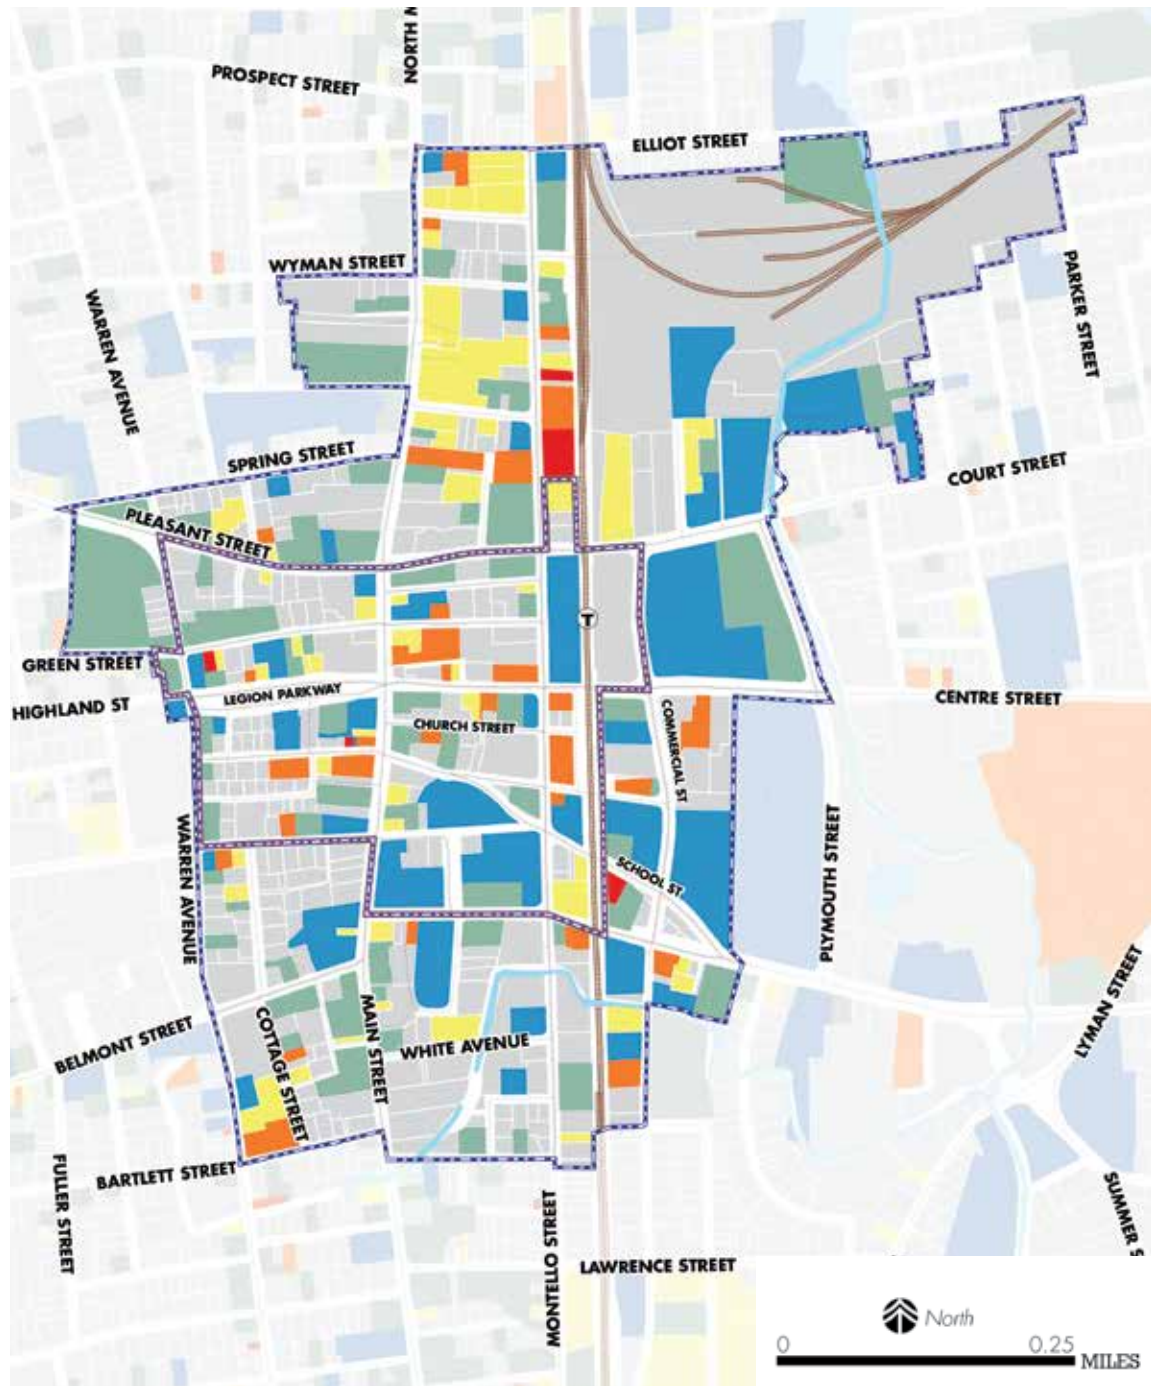 PROSPECT STREET
ELLIOT STREET
WYMAN STREET
WARREN AVENUE
PARKER STREET
SPRING STREET
COURT STREET
PLEASANT STREET
T
GREEN STREET
HIGHLAND ST
LEGION PARKWAY
CENTRE STREET
CHURCH STREET
COMMERCIAL ST
WARREN AVENUE
PLYMOUTH STREET
SCHOOL ST
BELMONT STREET
COTTAGE STREET
MAIN STREET
WHITE AVENUE
LYMAN STREET
BARTLETT STREET
FULLER STREET
MONTELLO STREET
SUMMER S
LAWRENCE STREET
North
0 0.25
MILES